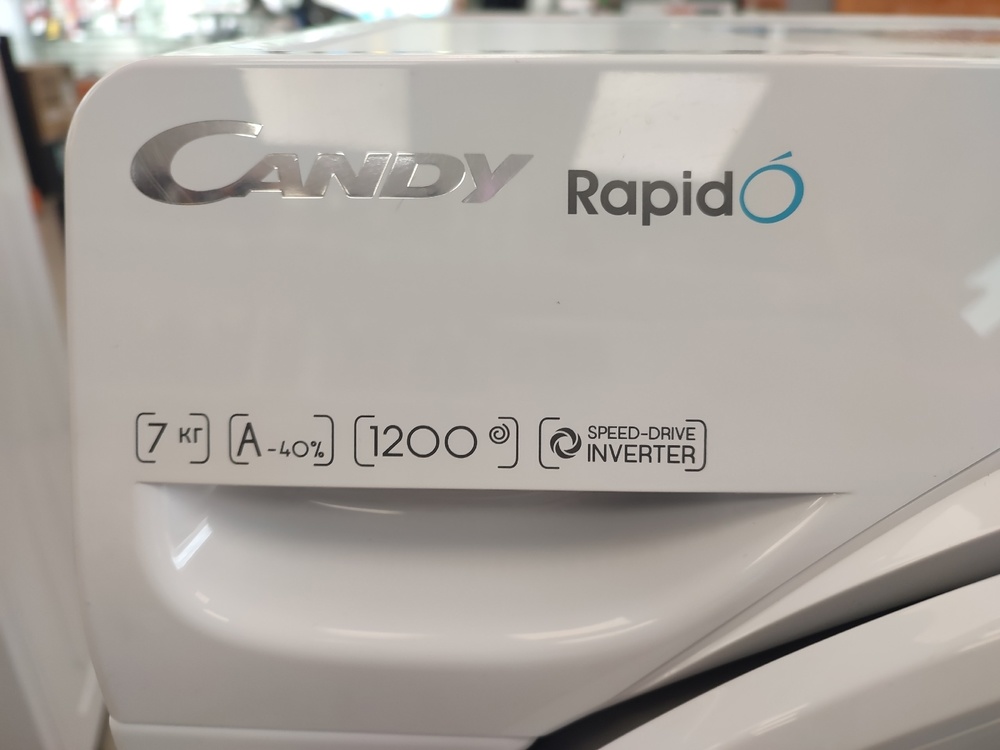 CANDY RapidÓ
7 кг A-40% 1200 SPEED-DRIVE
INVERTER